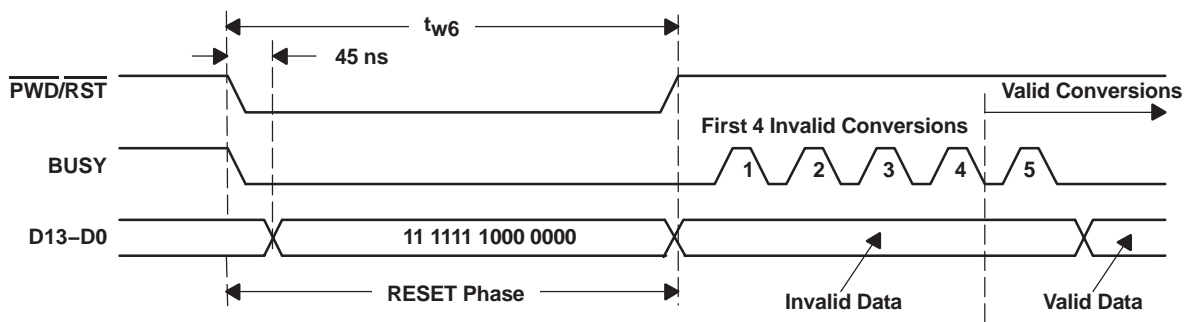 tw6
45 ns
PWD/RST
Valid Conversions
First 4 Invalid Conversions
BUSY
1 2 3 4 5
D13–D0
11 1111 1000 0000
RESET Phase
Invalid Data
Valid Data